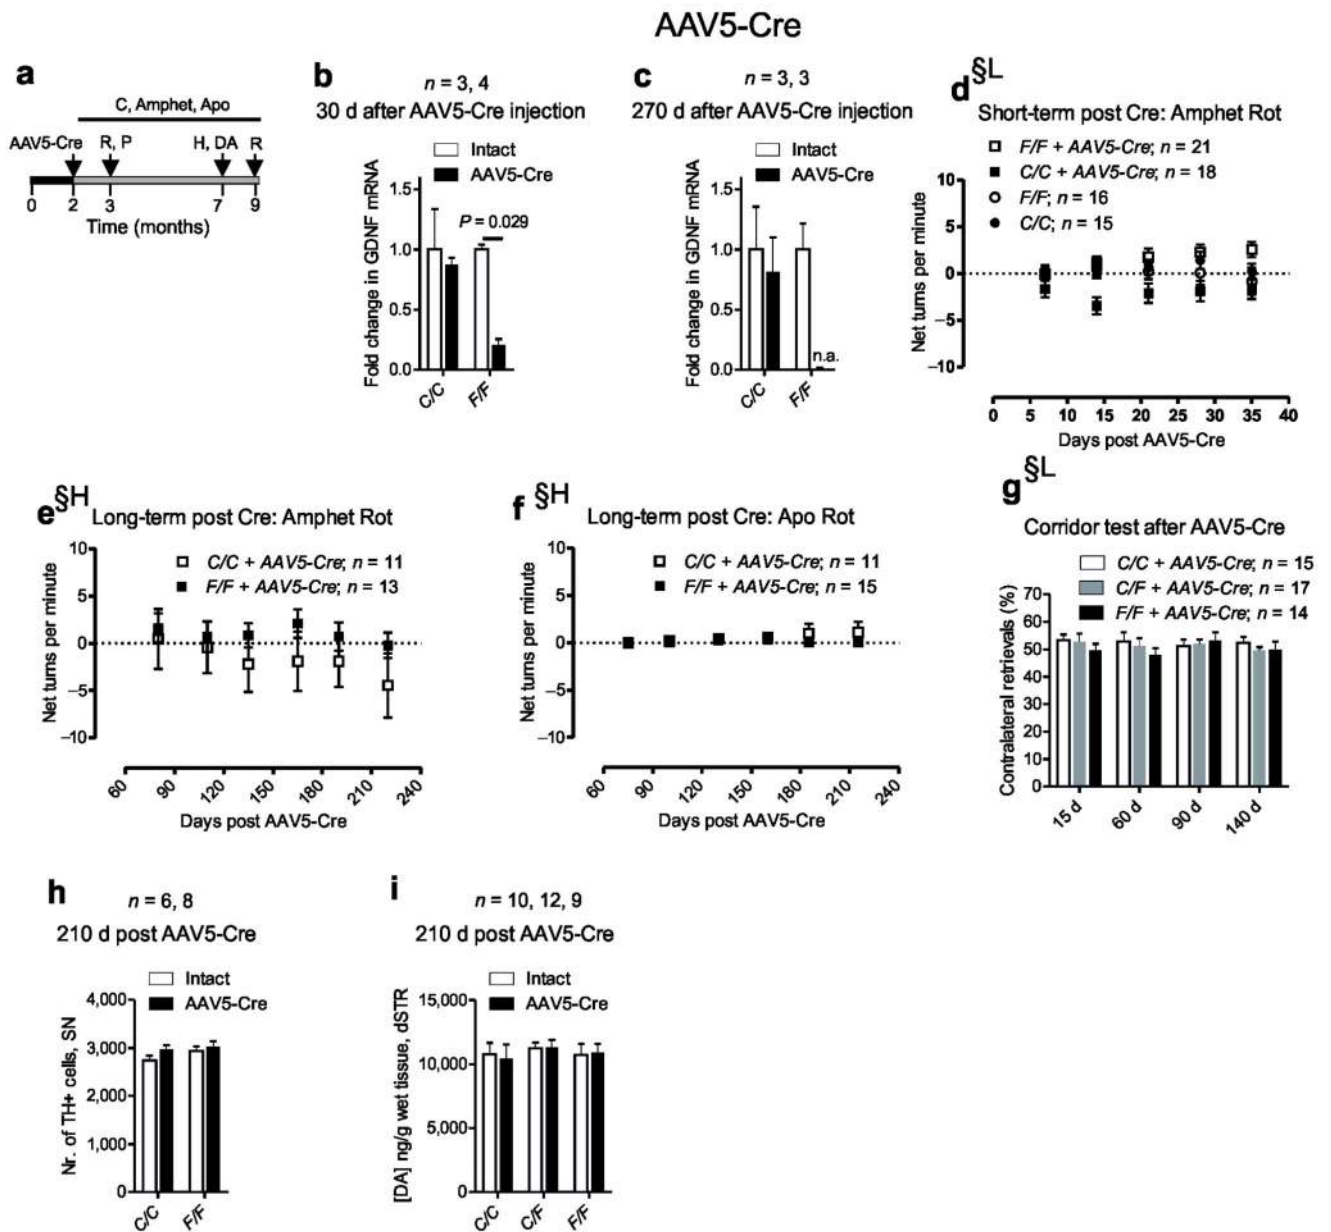 AAV5-Cre
a
C, Amphet, Apo
AAV5-Cre R, P H, DA R
0 2 3 7 9
Time (months)
b
n = 3, 4
30 d after AAV5-Cre injection
Intact
AAV5-Cre
Fold change in GDNF mRNA
1.5
1.0
0.5
0.0
P = 0.029
C/C F/F
c
n = 3, 3
270 d after AAV5-Cre injection
Intact
AAV5-Cre
Fold change in GDNF mRNA
1.5
1.0
0.5
0.0
n.a.
C/C F/F
d §L
Short-term post Cre: Amphet Rot
F/F + AAV5-Cre; n = 21
C/C + AAV5-Cre; n = 18
F/F; n = 16
C/C; n = 15
Net turns per minute
10
5
0
−5
−10
0 5 10 15 20 25 30 35 40
Days post AAV5-Cre
e §H
Long-term post Cre: Amphet Rot
C/C + AAV5-Cre; n = 11
F/F + AAV5-Cre; n = 13
Net turns per minute
10
5
0
−5
−10
60 90 120 150 180 210 240
Days post AAV5-Cre
f §H
Long-term post Cre: Apo Rot
C/C + AAV5-Cre; n = 11
F/F + AAV5-Cre; n = 15
Net turns per minute
10
5
0
−5
−10
60 90 120 150 180 210 240
Days post AAV5-Cre
g §L
Corridor test after AAV5-Cre
C/C + AAV5-Cre; n = 15
C/F + AAV5-Cre; n = 17
F/F + AAV5-Cre; n = 14
Contralateral retrievals (%)
70
60
50
40
30
20
10
0
15 d 60 d 90 d 140 d
h
n = 6, 8
210 d post AAV5-Cre
Intact
AAV5-Cre
Nr. of TH+ cells, SN
4,000
3,000
2,000
1,000
0
C/C F/F
i
n = 10, 12, 9
210 d post AAV5-Cre
Intact
AAV5-Cre
[DA] ng/g wet tissue, dSTR
15,000
10,000
5,000
0
C/C C/F F/F